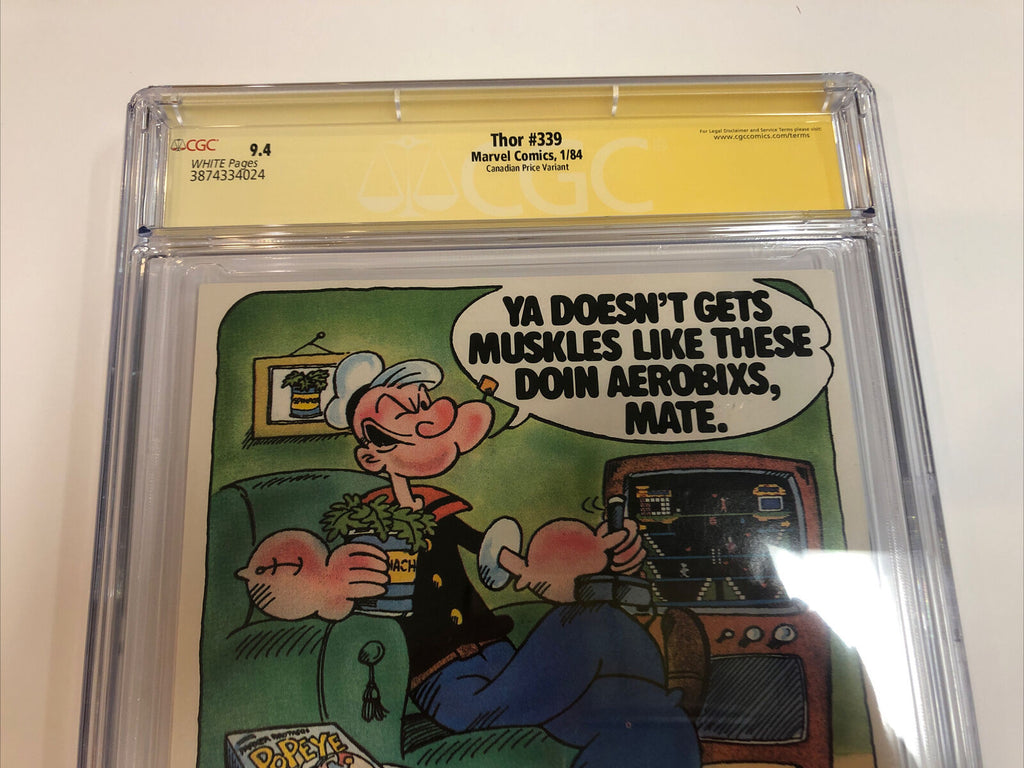 CGC 9.4
WHITE Pages
3874334024
Thor #339
Marvel Comics, 1/84
Canadian Price Variant
For Legal Disclaimer and Service Terms please visit:
www.cgccomics.com/terms
CGC
YA DOESN'T GETS
MUSKLES LIKE THESE
DOIN AEROBIXS,
MATE.
NACH
POPEYE